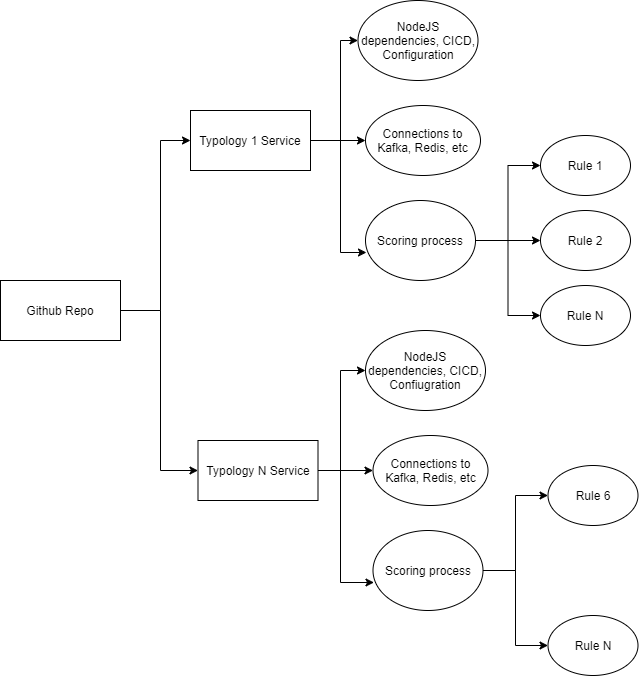 NodeJS
dependencies, CICD,
Configuration
Typology 1 Service
Connections to
Kafka, Redis, etc
Rule 1
Scoring process
Rule 2
Github Repo
Rule N
NodeJS
dependencies, CICD,
Confiugration
Typology N Service
Connections to
Kafka, Redis, etc
Rule 6
Scoring process
Rule N